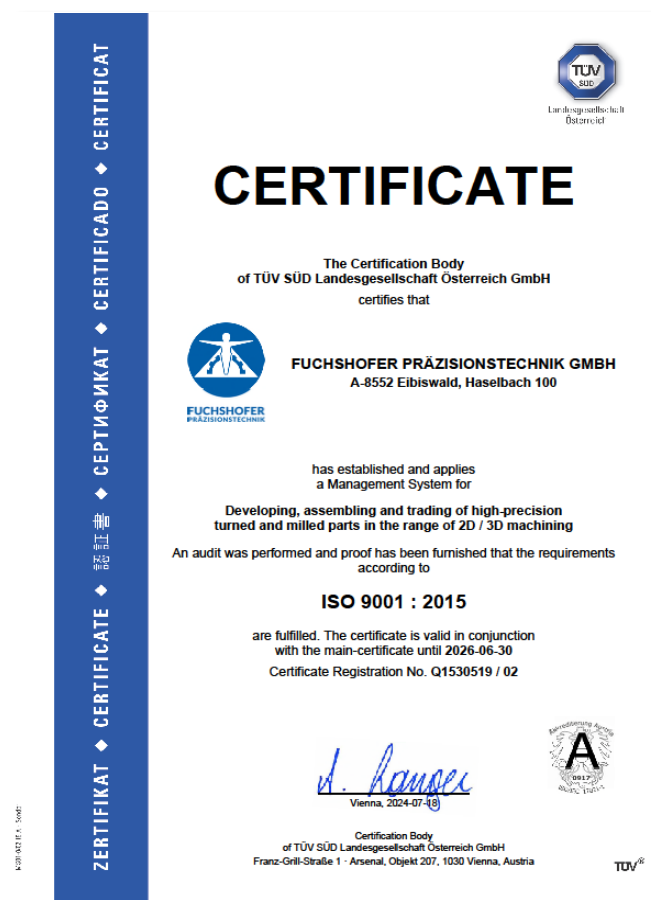 ZERTIFIKAT ◆ CERTIFICATE ◆ 認証書 ◆ СЕРТИФИКАТ ◆ CERTIFICADO ◆ CERTIFICAT
TÜV
SÜD
Landesgesellschaft
Österreich
CERTIFICATE
The Certification Body
of TÜV SÜD Landesgesellschaft Österreich GmbH
certifies that
FUCHSHOFER
PRÄZISIONSTECHNIK
FUCHSHOFER PRÄZISIONSTECHNIK GMBH
A-8552 Eibiswald, Haselbach 100
has established and applies
a Management System for
Developing, assembling and trading of high-precision
turned and milled parts in the range of 2D / 3D machining
An audit was performed and proof has been furnished that the requirements
according to
ISO 9001 : 2015
are fulfilled. The certificate is valid in conjunction
with the main-certificate until 2026-06-30
Certificate Registration No. Q1530519 / 02
Vienna, 2024-07-18
Akkreditierung Austria
A
0917
Certification Body
of TÜV SÜD Landesgesellschaft Österreich GmbH
Franz-Grill-Straße 1 · Arsenal, Objekt 207, 1030 Vienna, Austria
TÜV®